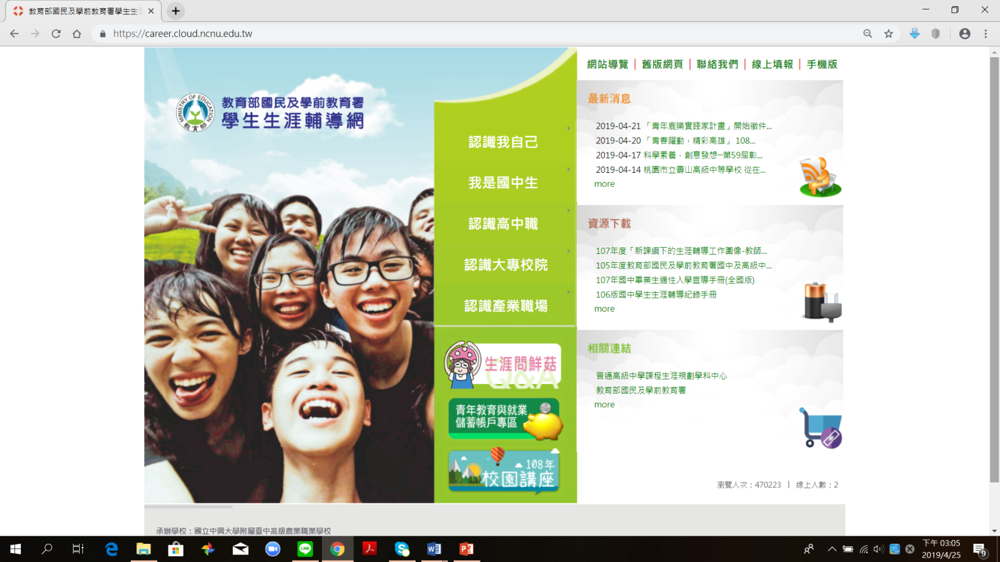 教育部國民及學前教育署學生生
https://career.cloud.ncnu.edu.tw
網站導覽 | 舊版網頁 | 聯絡我們 | 線上填報 | 手機版
MINISTRY OF EDUCATION
教育部
教育部國民及學前教育署
學生生涯輔導網
認識我自己
我是國中生
認識高中職
認識大專校院
認識產業職場
生涯問鮮菇
Q&A
青年教育與就業
儲蓄帳戶專區
108年
校園講座
最新消息
2019-04-21 「青年鹿樂實踐家計畫」開始徵件...
2019-04-20 「青春躍動，精彩高雄」 108...
2019-04-17 科學素養．創意發想─第59屆彰...
2019-04-14 桃園市立壽山高級中等學校 從在...
more
資源下載
107年度「新課綱下的生涯輔導工作圖像-教師...
105年度教育部國民及學前教育署國中及高級中...
107年國中畢業生適性入學宣導手冊(全國版)
106版國中學生生涯輔導紀錄手冊
more
相關連結
普通高級中學課程生涯規劃學科中心
教育部國民及學前教育署
more
瀏覽人次：470223 | 線上人數：2
承辦學校：國立中興大學附屬臺中高級農業職業學校
LINE
下午 03:05
2019/4/25
9